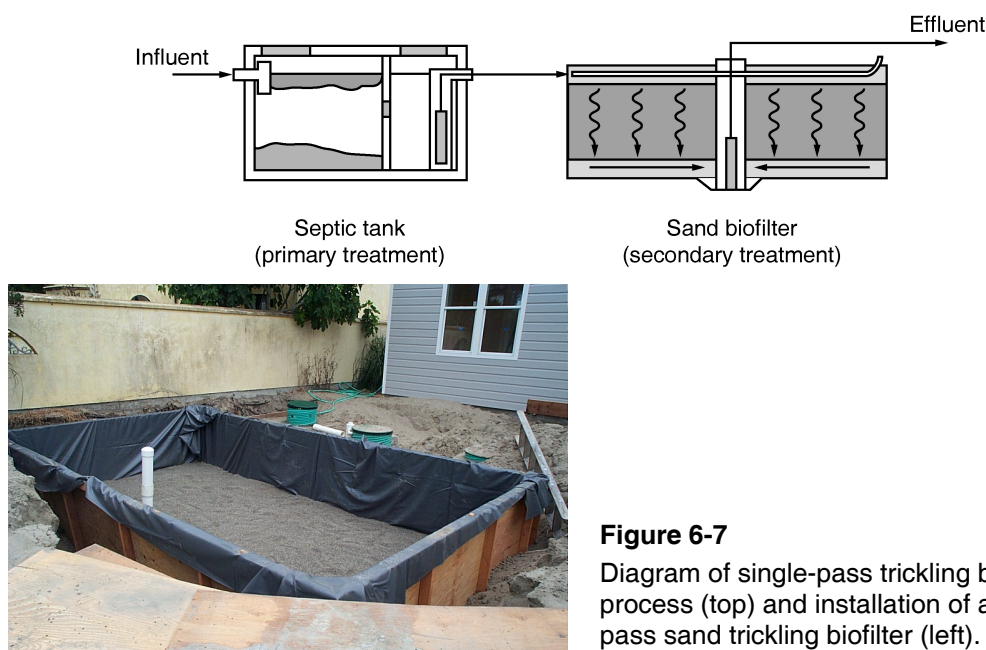 Influent
Effluent
Septic tank
(primary treatment)
Sand biofilter
(secondary treatment)
Figure 6-7
Diagram of single-pass trickling b
process (top) and installation of a
pass sand trickling biofilter (left).